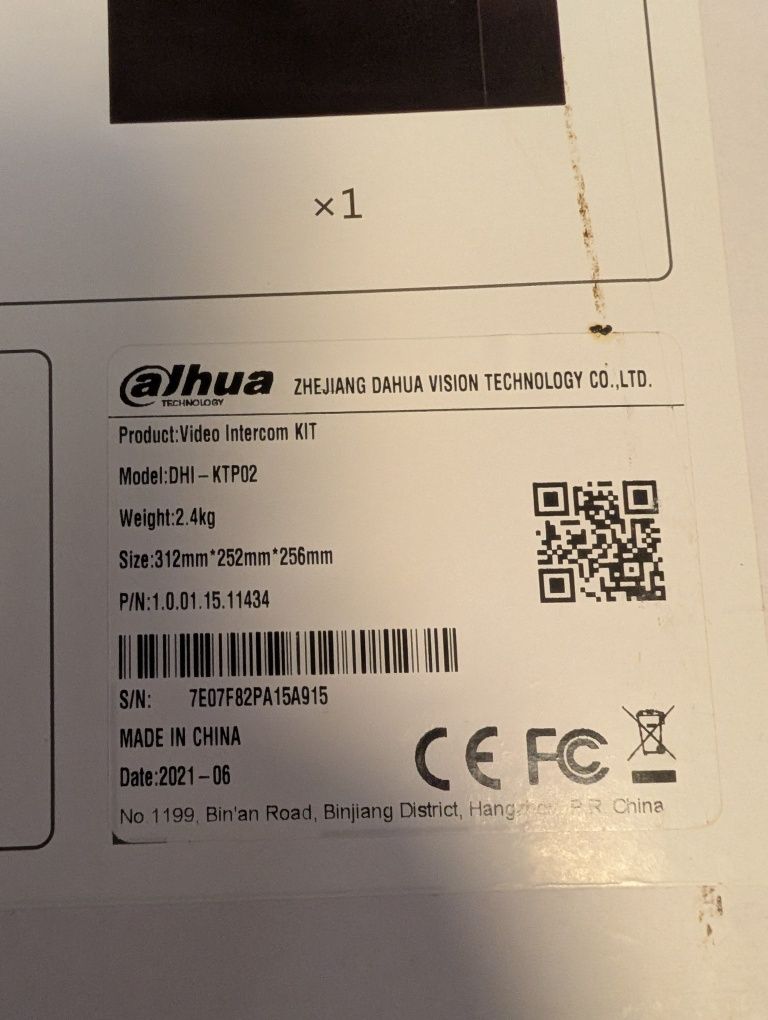 ×1
alhua
TECHNOLOGY
ZHEJIANG DAHUA VISION TECHNOLOGY CO.,LTD.
Product:Video Intercom KIT
Model:DHI-KTP02
Weight:2.4kg
Size:312mm*252mm*256mm
P/N:1.0.01.15.11434
S/N: 7E07F82PA15A915
MADE IN CHINA
Date:2021-06
CE FC
No.1199, Bin'an Road, Binjiang District, P.R. China